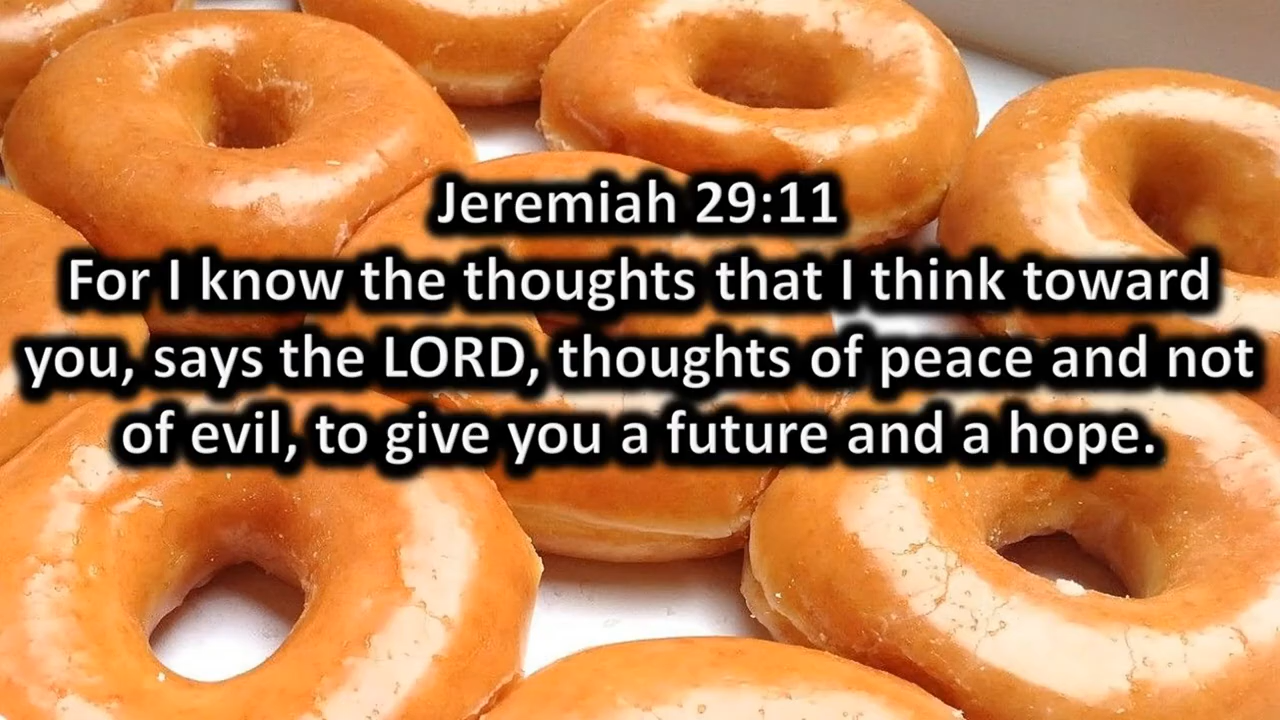 Jeremiah 29:11
For I know the thoughts that I think toward
you, says the LORD, thoughts of peace and not
of evil, to give you a future and a hope.